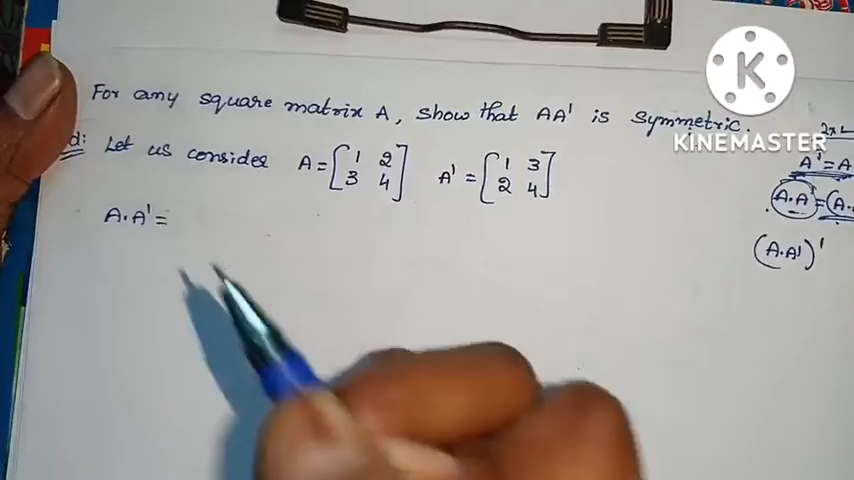 For any square matrix A, show that AA' is symmetric.
Let us consider A = [1 2 3 4] A' = [1 3 2 4]
A.A' =
A' = A
A.A' = (A.
(A.A')'
K
KINEMASTER